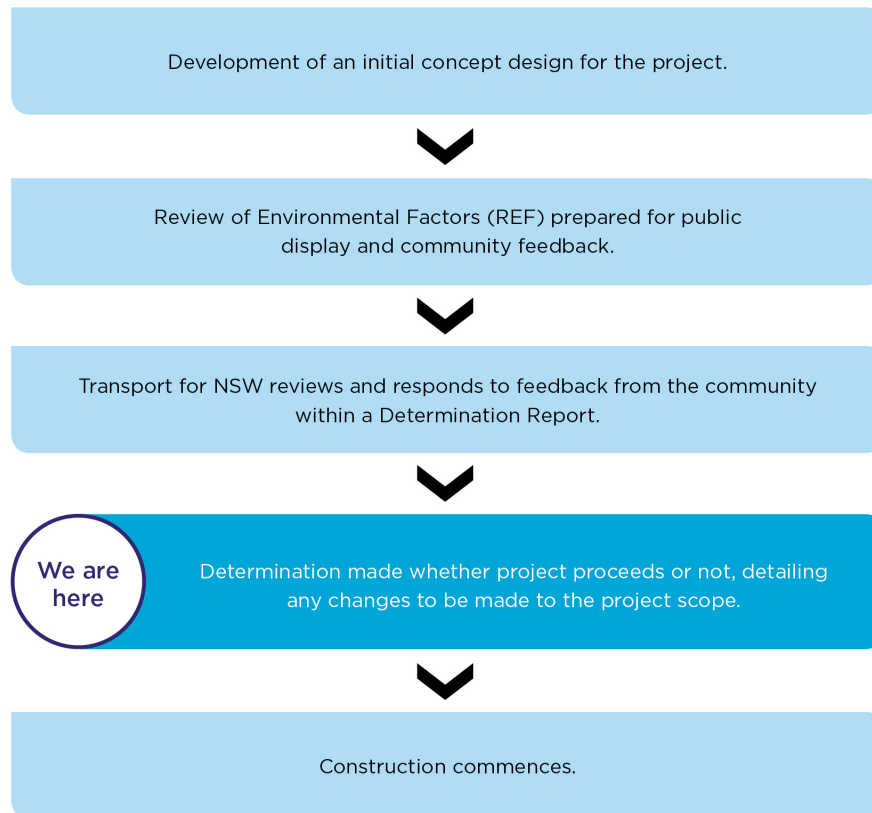 Development of an initial concept design for the project.
Review of Environmental Factors (REF) prepared for public
display and community feedback.
Transport for NSW reviews and responds to feedback from the community
within a Determination Report.
We are
here
Determination made whether project proceeds or not, detailing
any changes to be made to the project scope.
Construction commences.